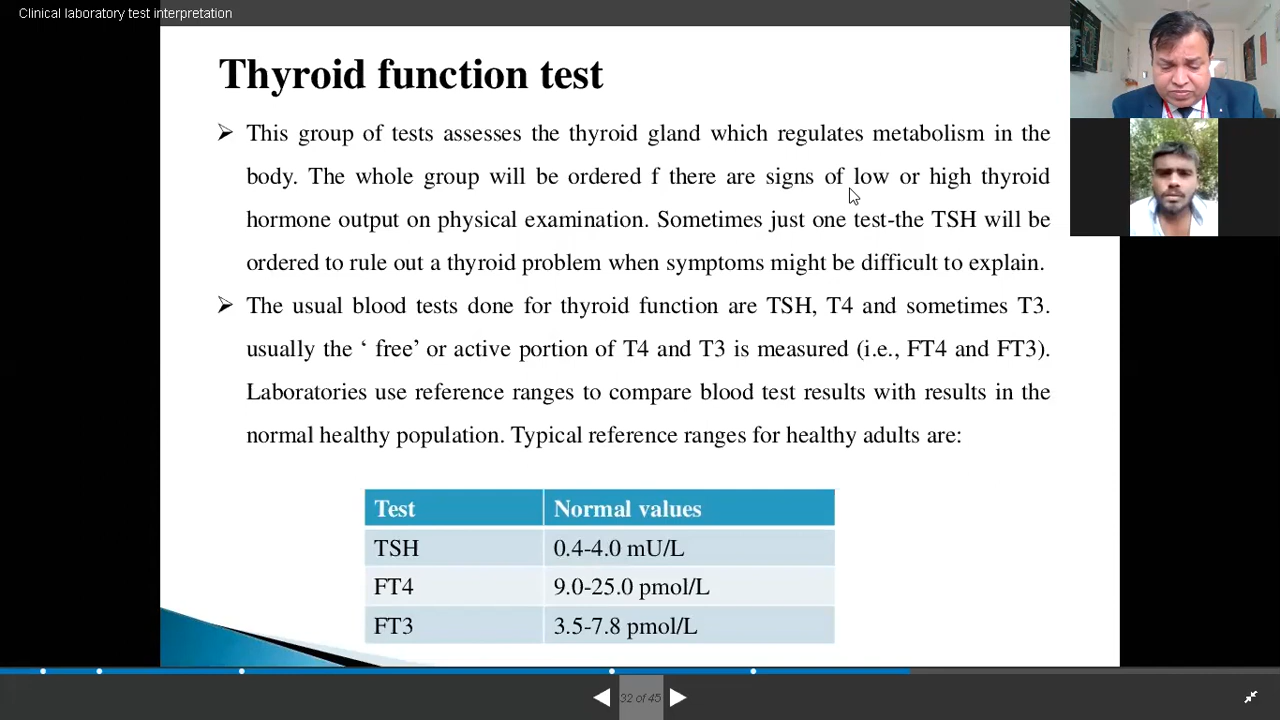 Clinical laboratory test interpretation
Thyroid function test
This group of tests assesses the thyroid gland which regulates metabolism in the
body. The whole group will be ordered f there are signs of low or high thyroid
hormone output on physical examination. Sometimes just one test-the TSH will be
ordered to rule out a thyroid problem when symptoms might be difficult to explain.
The usual blood tests done for thyroid function are TSH, T4 and sometimes T3.
usually the ‘ free’ or active portion of T4 and T3 is measured (i.e., FT4 and FT3).
Laboratories use reference ranges to compare blood test results with results in the
normal healthy population. Typical reference ranges for healthy adults are:
Test Normal values
TSH 0.4-4.0 mU/L
FT4 9.0-25.0 pmol/L
FT3 3.5-7.8 pmol/L
32 of 45